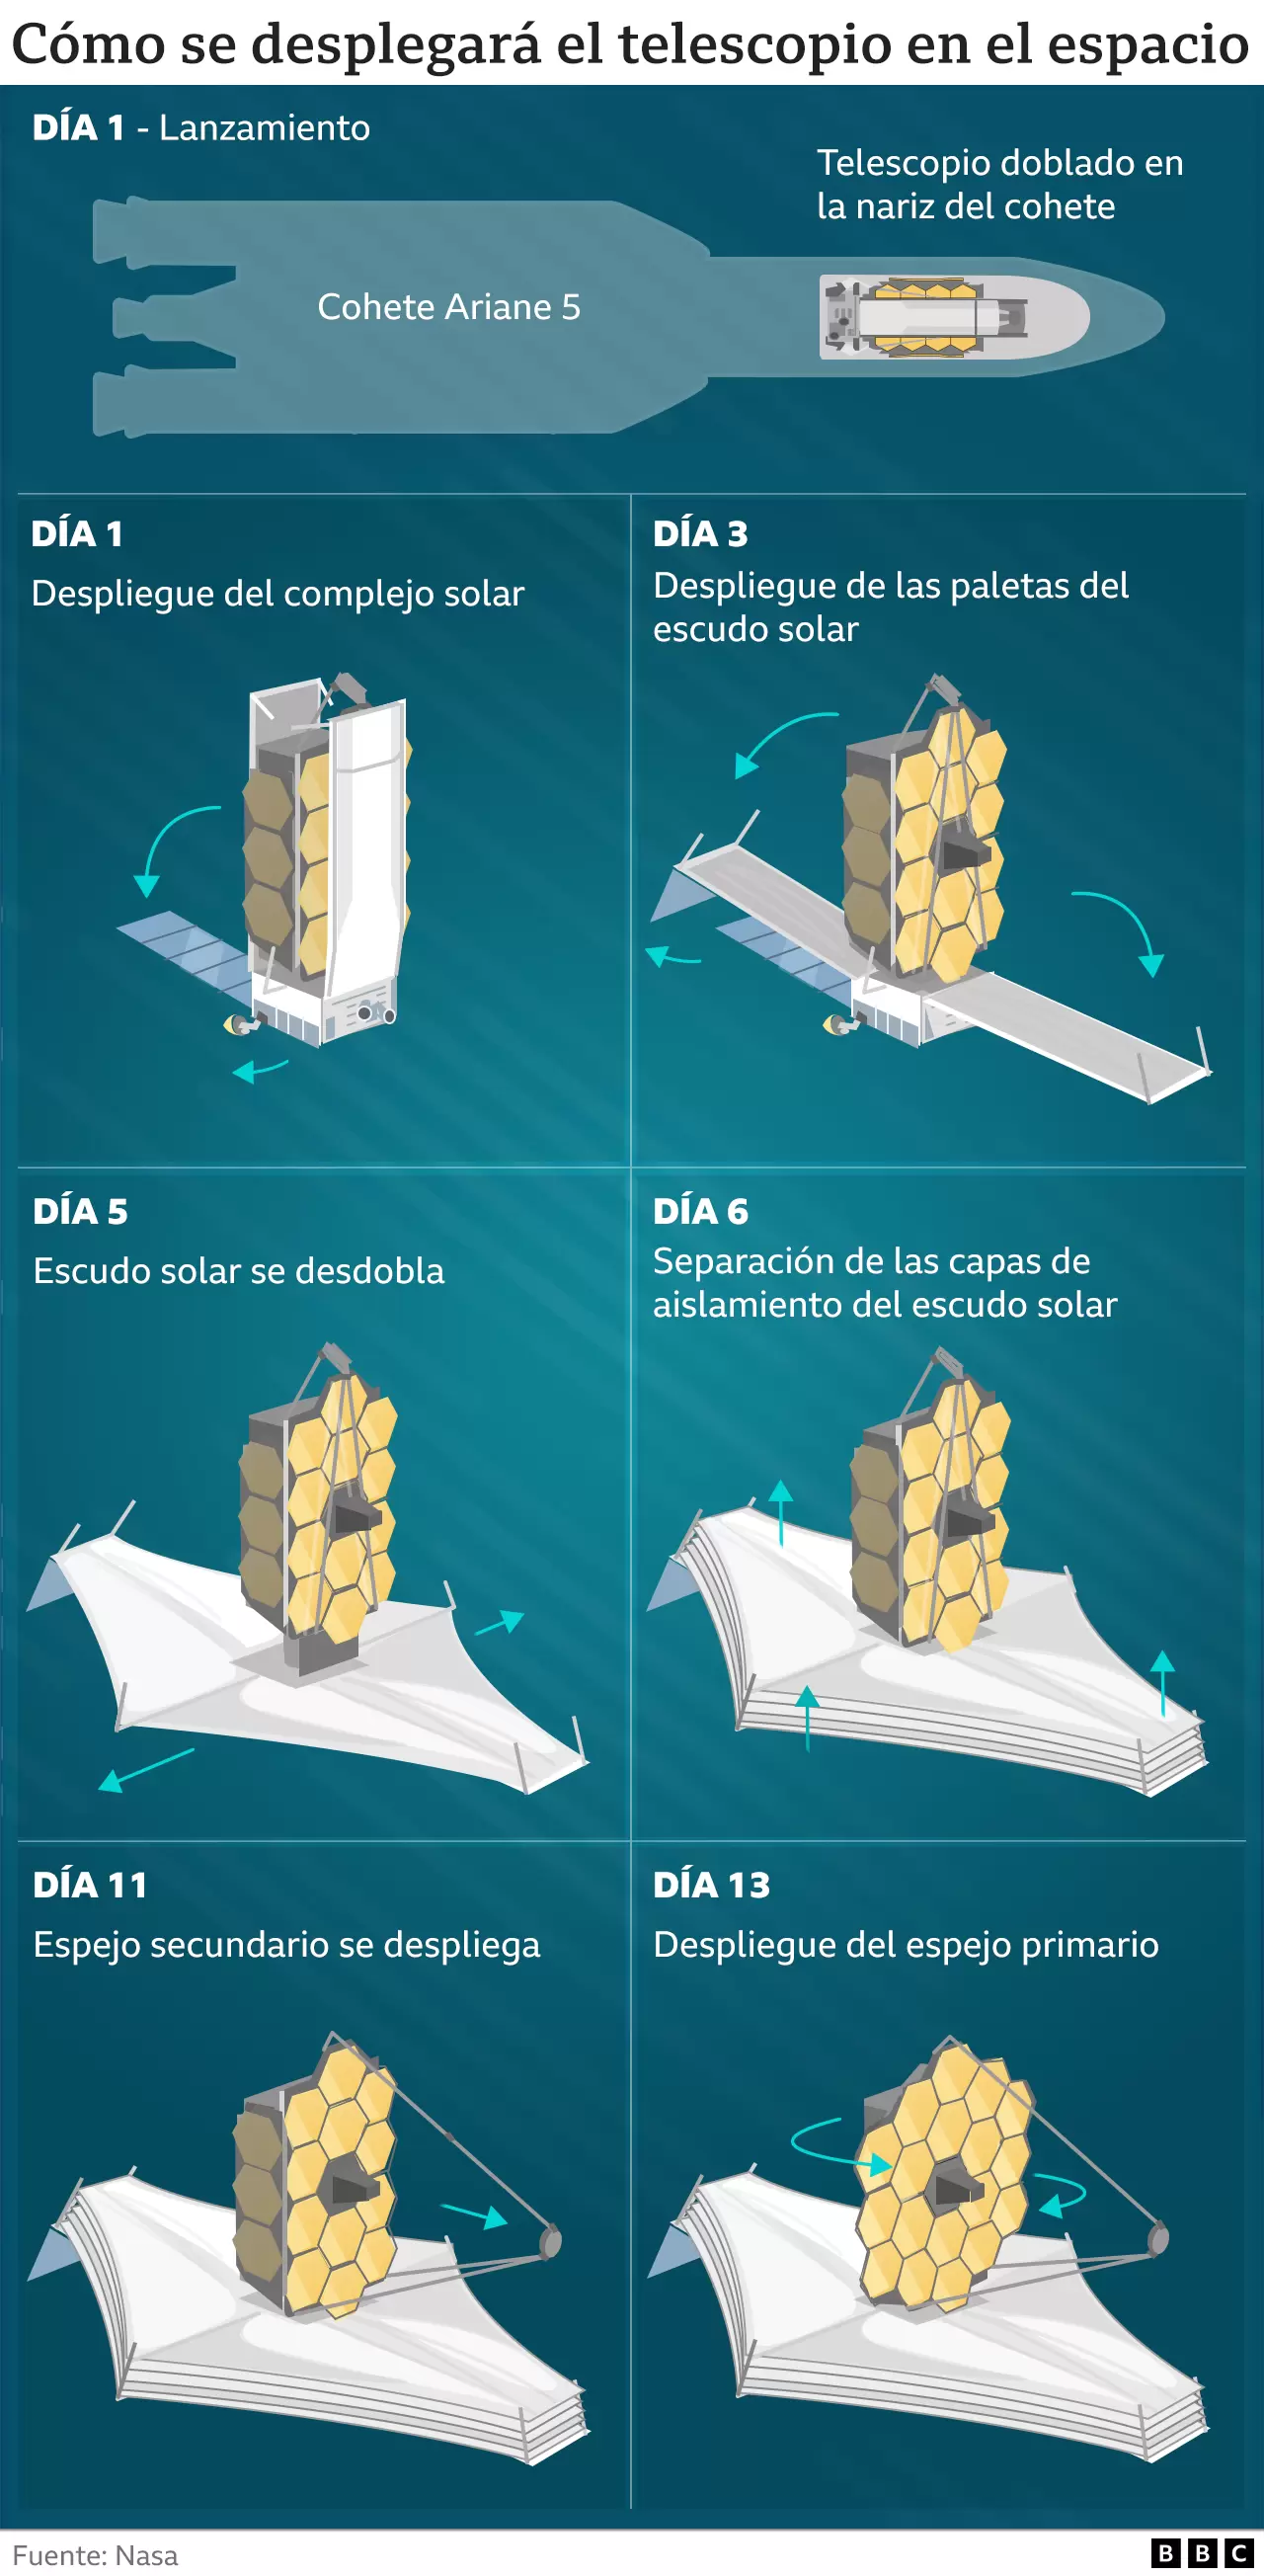 Cómo se desplegará el telescopio en el espacio
DÍA 1 - Lanzamiento
Telescopio doblado en
la nariz del cohete
Cohete Ariane 5
DÍA 1
Despliegue del complejo solar
DÍA 3
Despliegue de las paletas del
escudo solar
DÍA 5
Escudo solar se desdobla
DÍA 6
Separación de las capas de
aislamiento del escudo solar
DÍA 11
Espejo secundario se despliega
DÍA 13
Despliegue del espejo primario
Fuente: Nasa
BBC